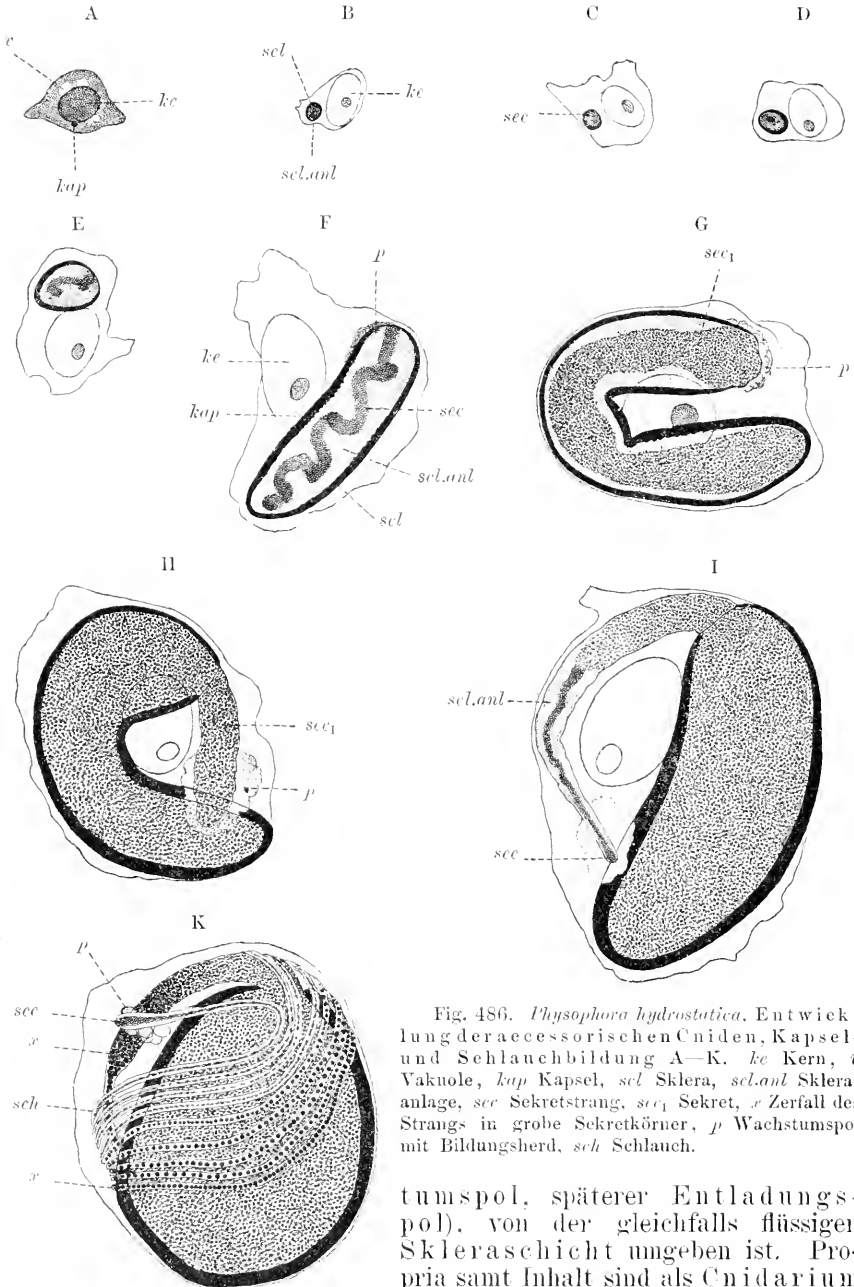 A B C D
v
ke
kap
scl
ke
scl.anl
sec
E F G
p
ke
kap
sec
scl.anl
scl
sec₁
p
H I
sec₁
p
scl.anl
sec
K
p
sec
x
sch
x
Fig. 486. Physophora hydrostatica, Entwick-
lung der accessorischen Cniden, Kapsel-
und Schlauchbildung A—K. ke Kern,
Vakuole, kap Kapsel, scl Sklera, scl.anl Sklera-
anlage, sec Sekretstrang, sec₁ Sekret, x Zerfall de
Strangs in grobe Sekretkörner, p Wachstumspo
mit Bildungsherd, sch Schlauch.
tumspol, späterer Entladungs-
pol), von der gleichfalls flüssigen
Skleraschicht umgeben ist. Pro-
pria samt Inhalt sind als Cnidarium